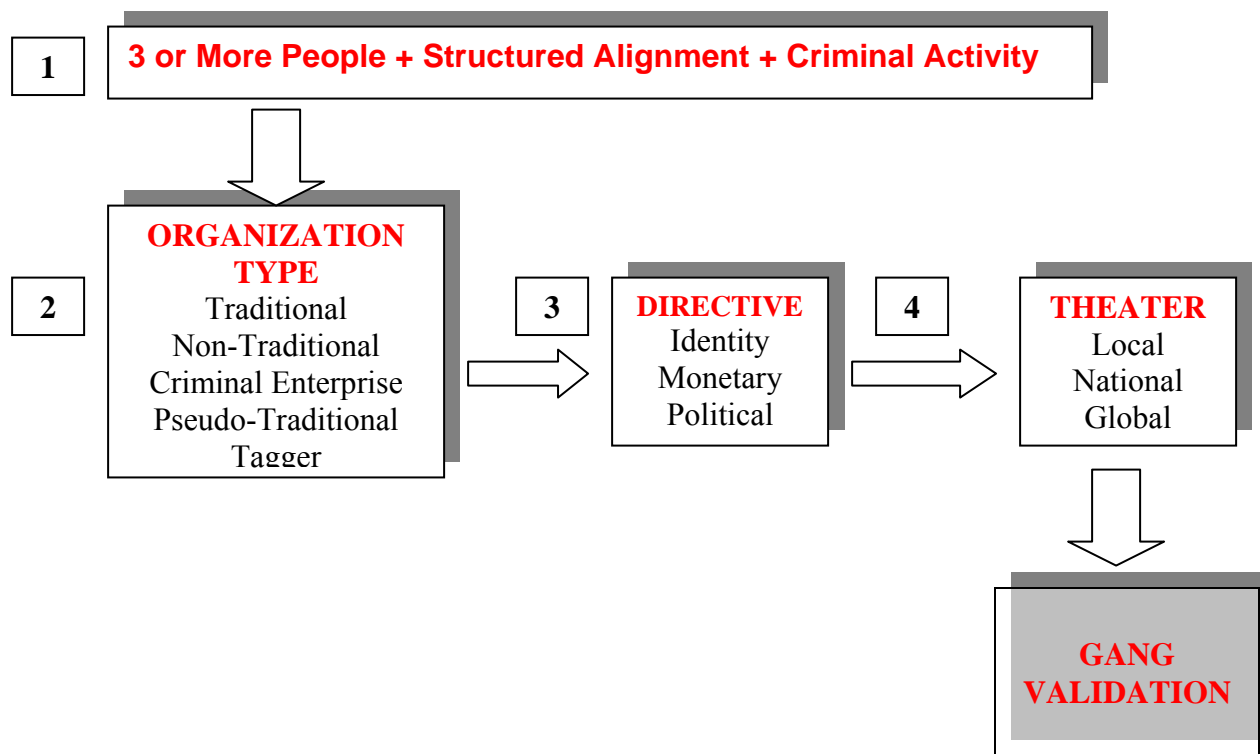 1
3 or More People + Structured Alignment + Criminal Activity
2
ORGANIZATION
TYPE
Traditional
Non-Traditional
Criminal Enterprise
Pseudo-Traditional
Tagger
3
DIRECTIVE
Identity
Monetary
Political
4
THEATER
Local
National
Global
GANG
VALIDATION